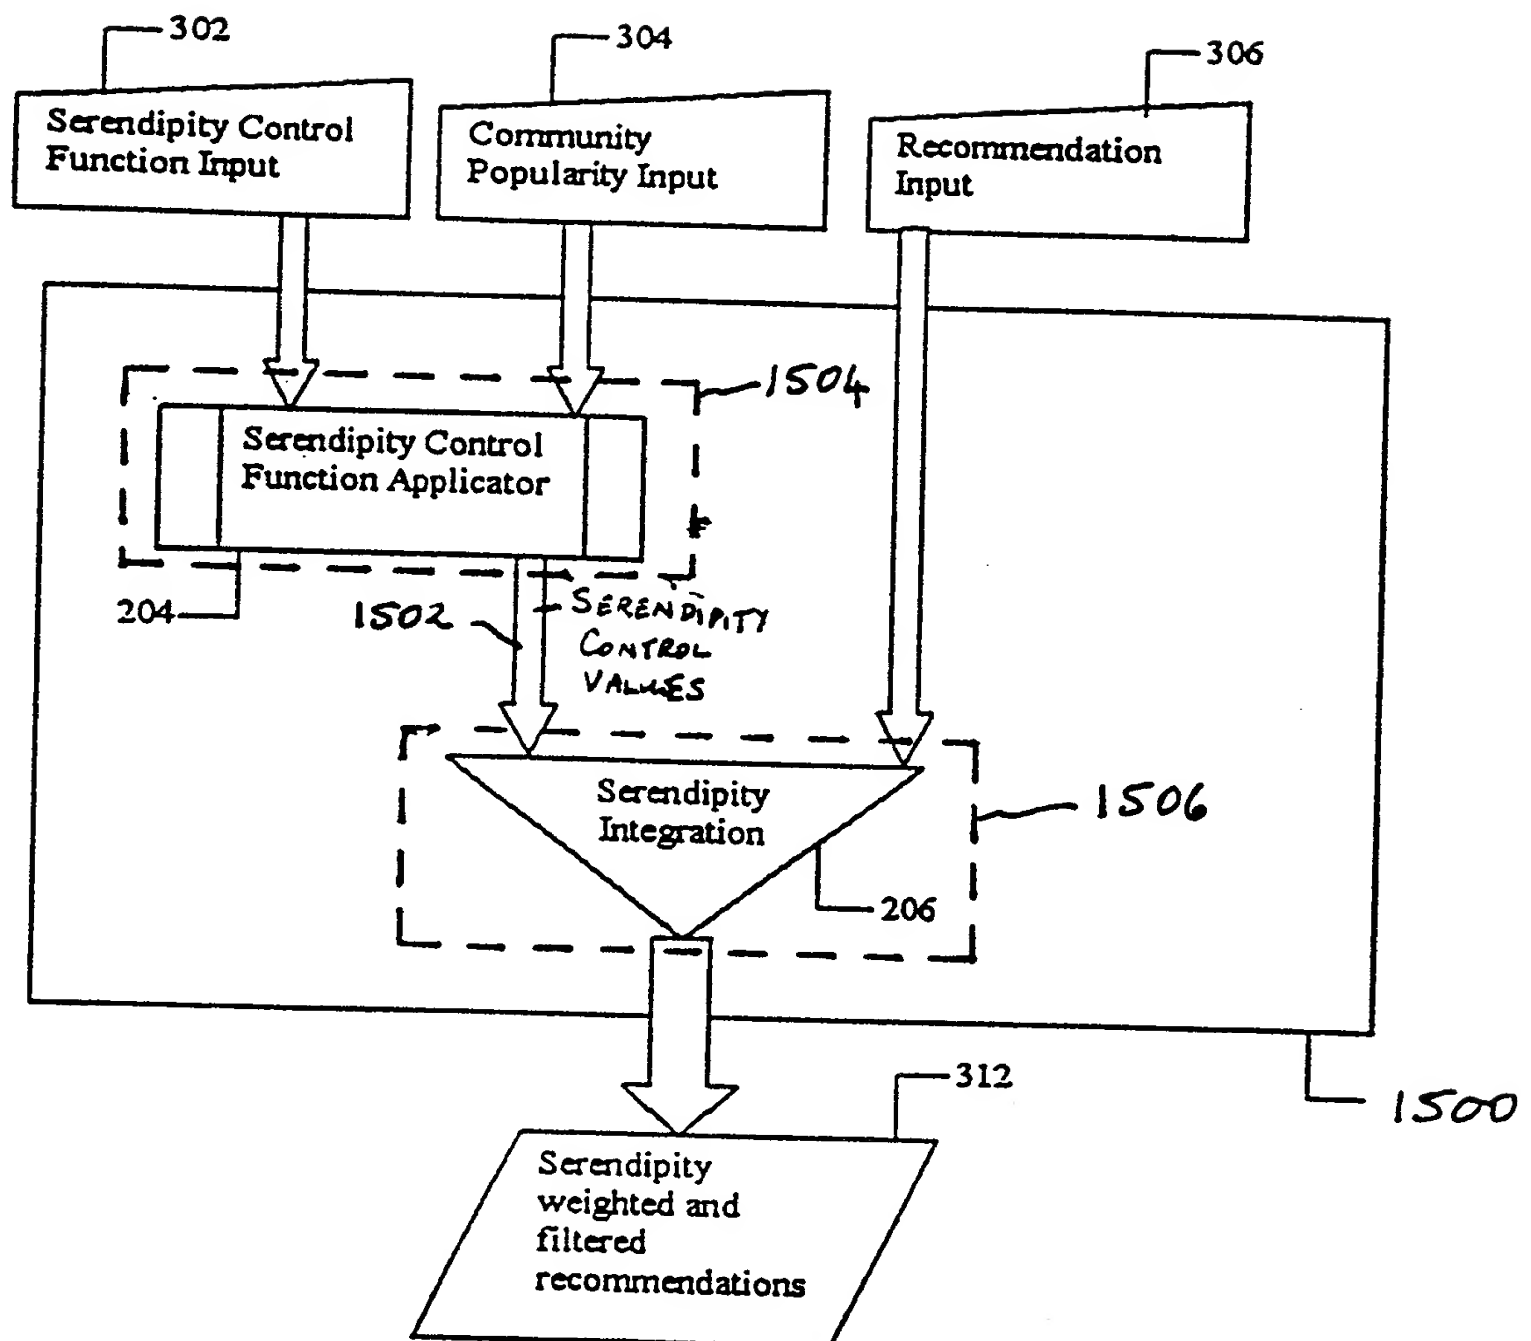 302
304
306
Serendipity Control
Function Input
Community
Popularity Input
Recommendation
Input
1504
Serendipity Control
Function Applicator
204
1502
SERENDIPITY
CONTROL
VALUES
Serendipity
Integration
1506
206
312
1500
Serendipity
weighted and
filtered
recommendations